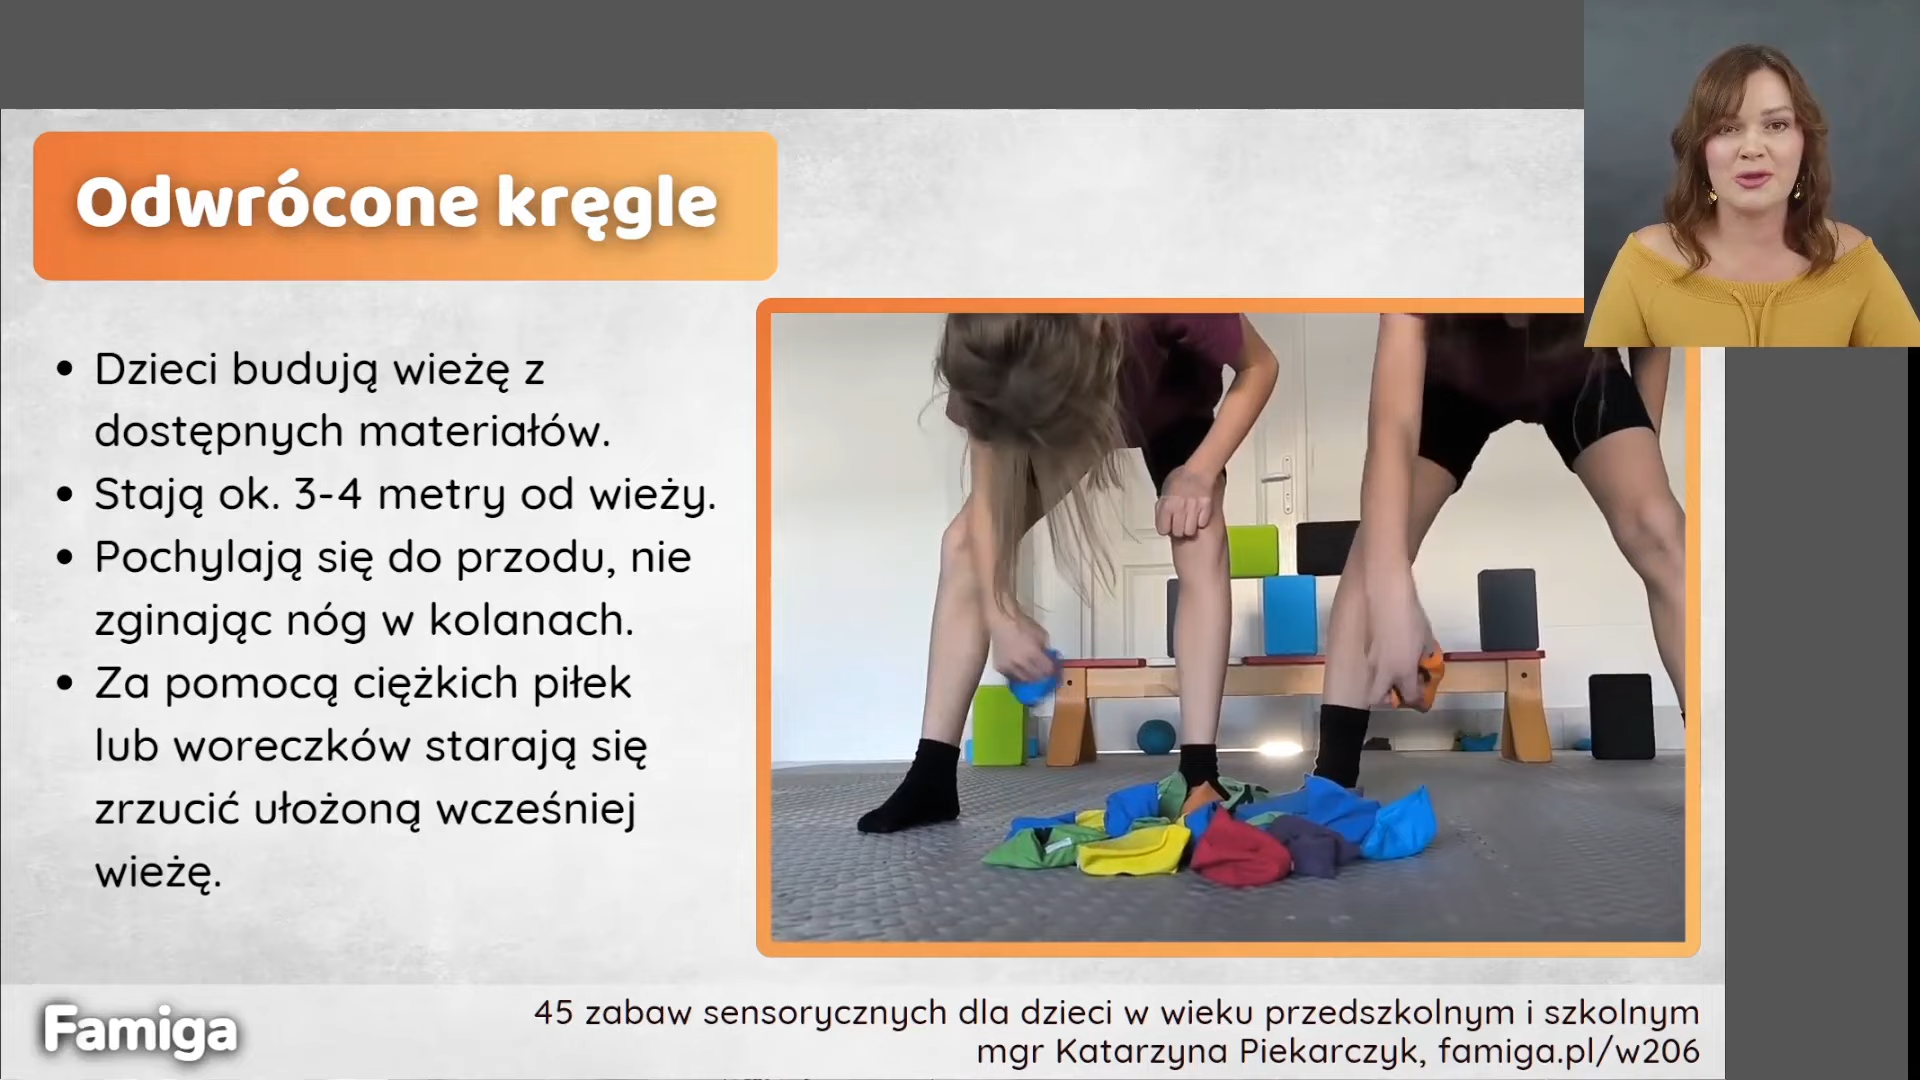 Odwrócone kręgle
• Dzieci budują wieżę z
dostępnych materiałów.
• Stają ok. 3-4 metry od wieży.
• Pochylają się do przodu, nie
zginając nóg w kolanach.
• Za pomocą ciężkich piłek
lub woreczków starają się
zrzucić ułożoną wcześniej
wieżę.
Famiga
45 zabaw sensorycznych dla dzieci w wieku przedszkolnym i szkolnym
mgr Katarzyna Piekarczyk, famiga.pl/w206